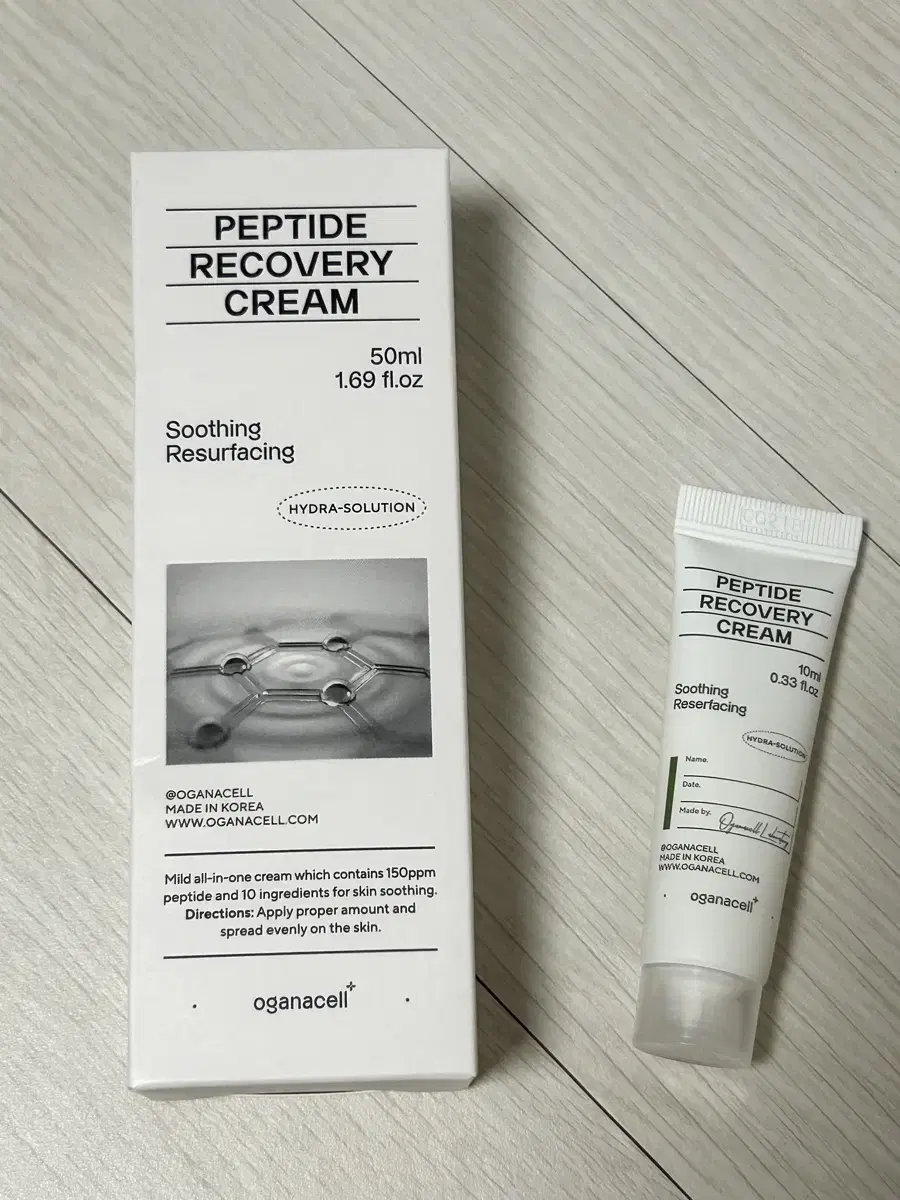 PEPTIDE
RECOVERY
CREAM
50ml
1.69 fl.oz
Soothing
Resurfacing
HYDRA-SOLUTION
@OGANACELL
MADE IN KOREA
WWW.OGANACELL.COM
Mild all-in-one cream which contains 150ppm
peptide and 10 ingredients for skin soothing.
Directions: Apply proper amount and
spread evenly on the skin.
oganacell+
PEPTIDE
RECOVERY
CREAM
10ml
0.33 fl.oz
Soothing
Reserfacing
HYDRA-SOLUTION
Name.
Date.
Made by.
@OGANACELL
MADE IN KOREA
WWW.OGANACELL.COM
oganacell+